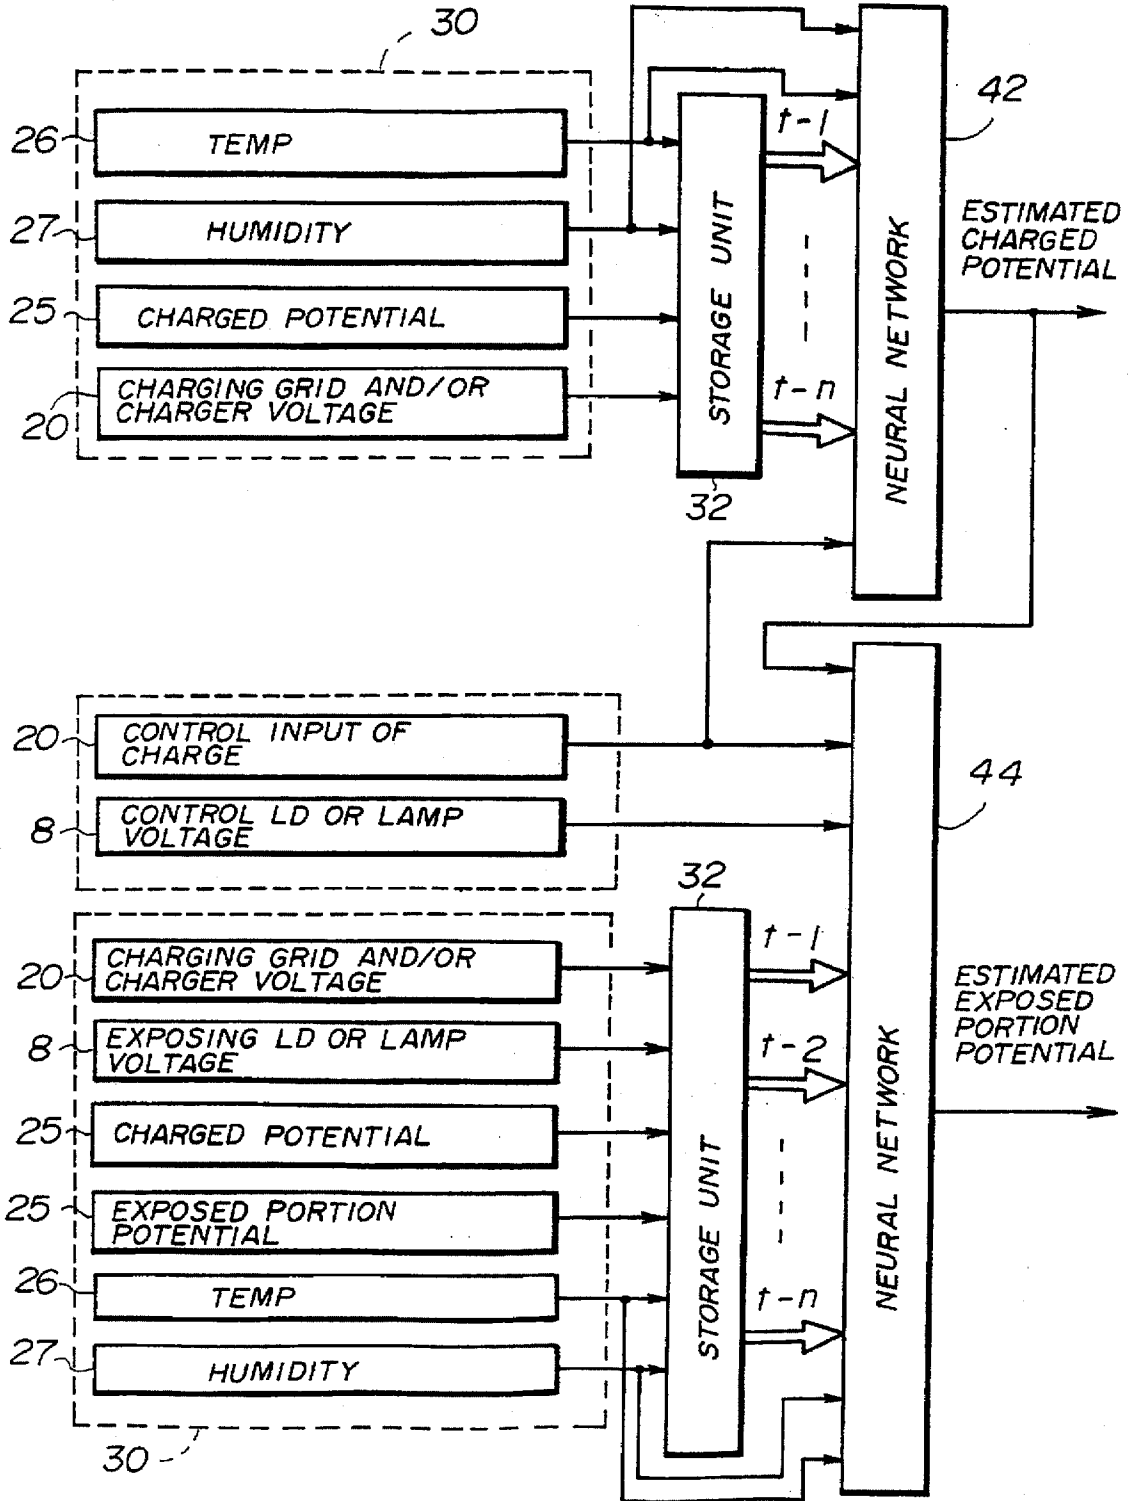 30
26
TEMP
27
HUMIDITY
25
CHARGED POTENTIAL
20
CHARGING GRID AND/OR
CHARGER VOLTAGE
STORAGE UNIT
32
t-1
t-n
NEURAL NETWORK
42
ESTIMATED
CHARGED
POTENTIAL
20
CONTROL INPUT OF
CHARGE
8
CONTROL LD OR LAMP
VOLTAGE
20
CHARGING GRID AND/OR
CHARGER VOLTAGE
8
EXPOSING LD OR LAMP
VOLTAGE
25
CHARGED POTENTIAL
25
EXPOSED PORTION
POTENTIAL
26
TEMP
27
HUMIDITY
30
32
STORAGE UNIT
t-1
t-2
t-n
NEURAL NETWORK
44
ESTIMATED
EXPOSED
PORTION
POTENTIAL